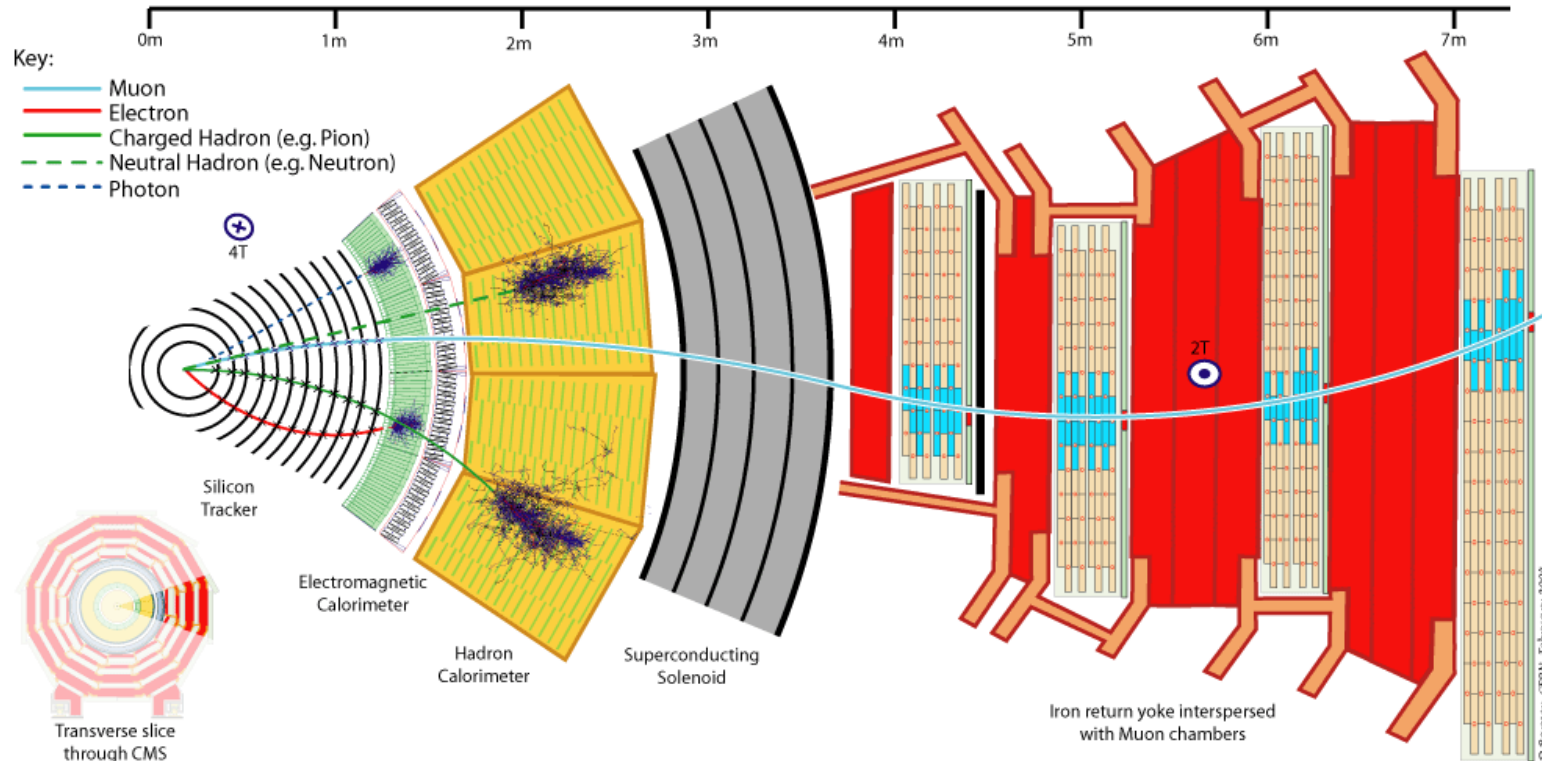 0m 1m 2m 3m 4m 5m 6m 7m
Key:
Muon
Electron
Charged Hadron (e.g. Pion)
Neutral Hadron (e.g. Neutron)
Photon
4T
2T
Silicon
Tracker
Electromagnetic
Calorimeter
Hadron
Calorimeter
Superconducting
Solenoid
Iron return yoke interspersed
with Muon chambers
Transverse slice
through CMS